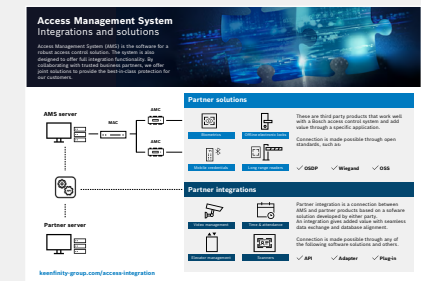 Access Management System
Integrations and solutions
Access Management System (AMS) is the software for a
robust access control solution. The system is also
designed to offer full integration functionality. By
collaborating with trusted business partners, we offer
joint solutions to provide the best-in-class protection for
our customers.
AMS server
MAC
AMC
AMC
Partner server
keenfinity-group.com/access-integration
Partner solutions
Biometrics
Offline electronic locks
Mobile credentials
Long range readers
These are third party products that work well
with a Bosch access control system and add
value through a specific application.
Connection is made possible through open
standards, such as:
✓ OSDP ✓ Wiegand ✓ OSS
Partner integrations
Video management
Time & attendance
Elevator management
Scanners
Partner integration is a connection between
AMS and partner products based on a software
solution developed by either party.
An integration gives added value with seamless
data exchange and database alignment.
Connection is made possible through any of
the following software solutions and others.
✓ API ✓ Adapter ✓ Plug-in